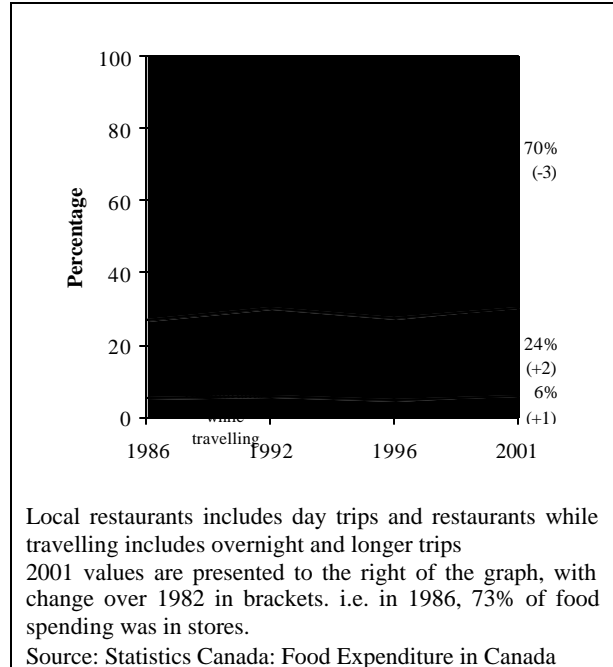 100
80
60
40
20
0
Percentage
70%
(-3)
24%
(+2)
6%
(+1)
while
travelling
1986 1992 1996 2001
Local restaurants includes day trips and restaurants while
travelling includes overnight and longer trips
2001 values are presented to the right of the graph, with
change over 1982 in brackets. i.e. in 1986, 73% of food
spending was in stores.
Source: Statistics Canada: Food Expenditure in Canada